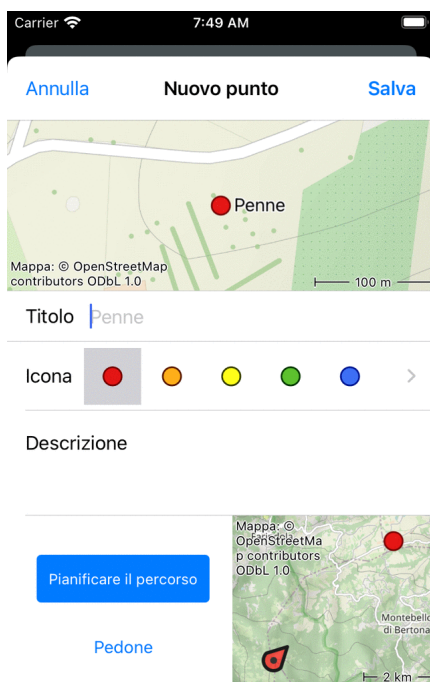 Carrier 7:49 AM
Annulla Nuovo punto Salva
Penne
Mappa: © OpenStreetMap
contributors ODbL 1.0
100 m
Titolo Penne
Icona
Descrizione
Mappa: ©
OpenStreetMa
p contributors
ODbL 1.0
Farindola
Montebello
di Bertona
Pianificare il percorso
Pedone
2 km